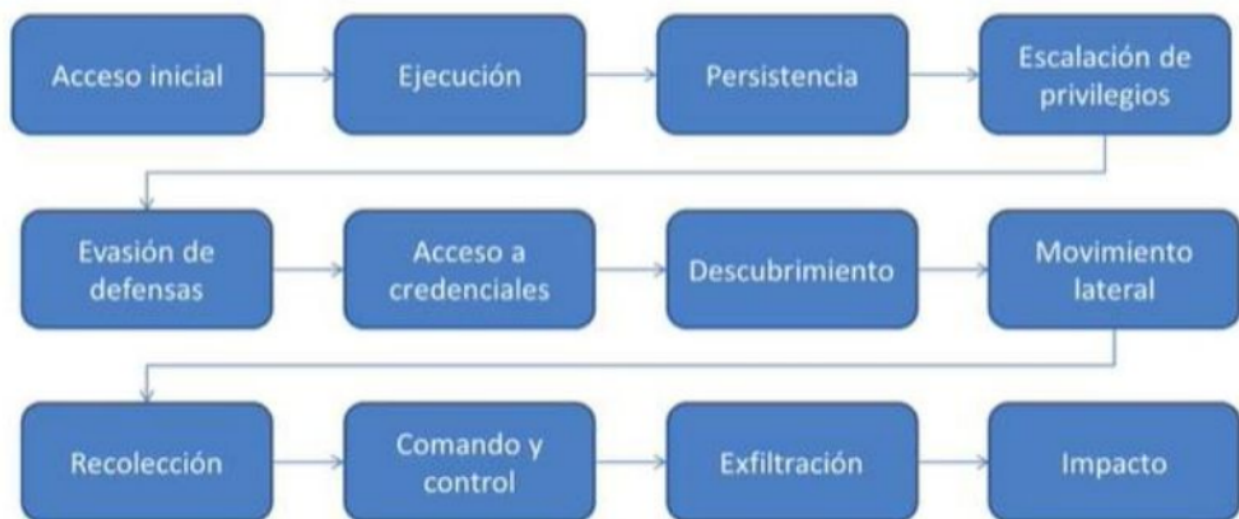 Acceso inicial
Ejecución
Persistencia
Escalación de
privilegios
Evasión de
defensas
Acceso a
credenciales
Descubrimiento
Movimiento
lateral
Recolección
Comando y
control
Exfiltración
Impacto